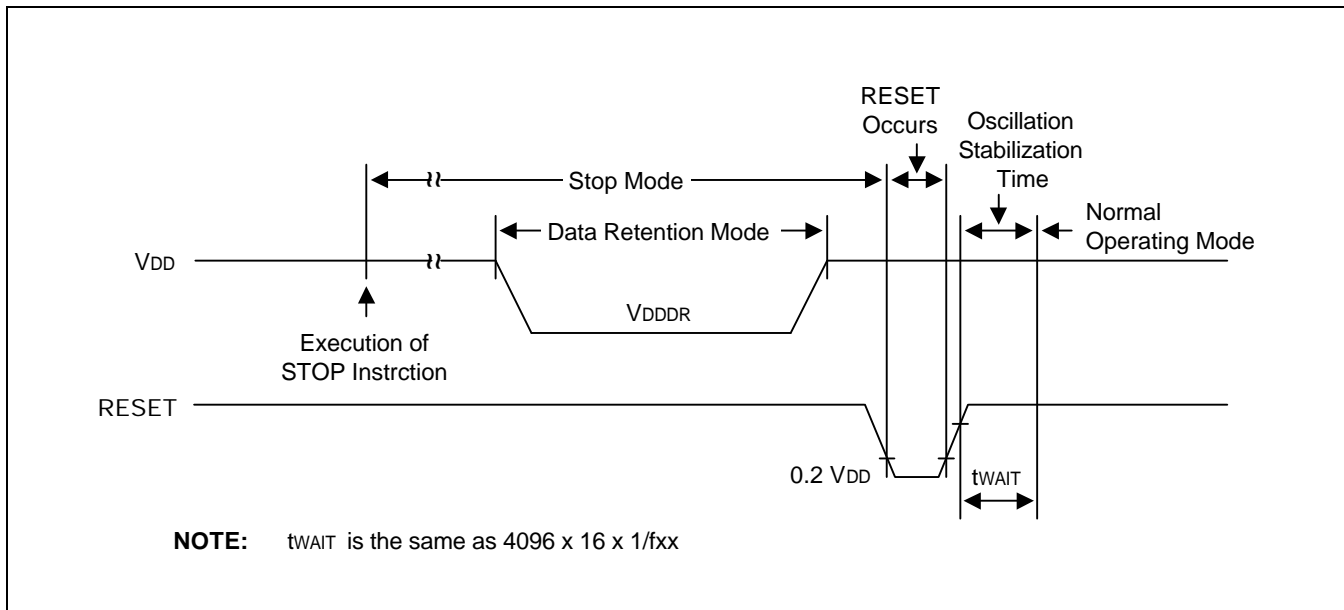 RESET
Occurs
Oscillation
Stabilization
Time
Stop Mode
Data Retention Mode
Normal
Operating Mode
VDD
VDDDR
Execution of
STOP Instrction
RESET
0.2 VDD
tWAIT
NOTE: tWAIT is the same as 4096 x 16 x 1/fxx